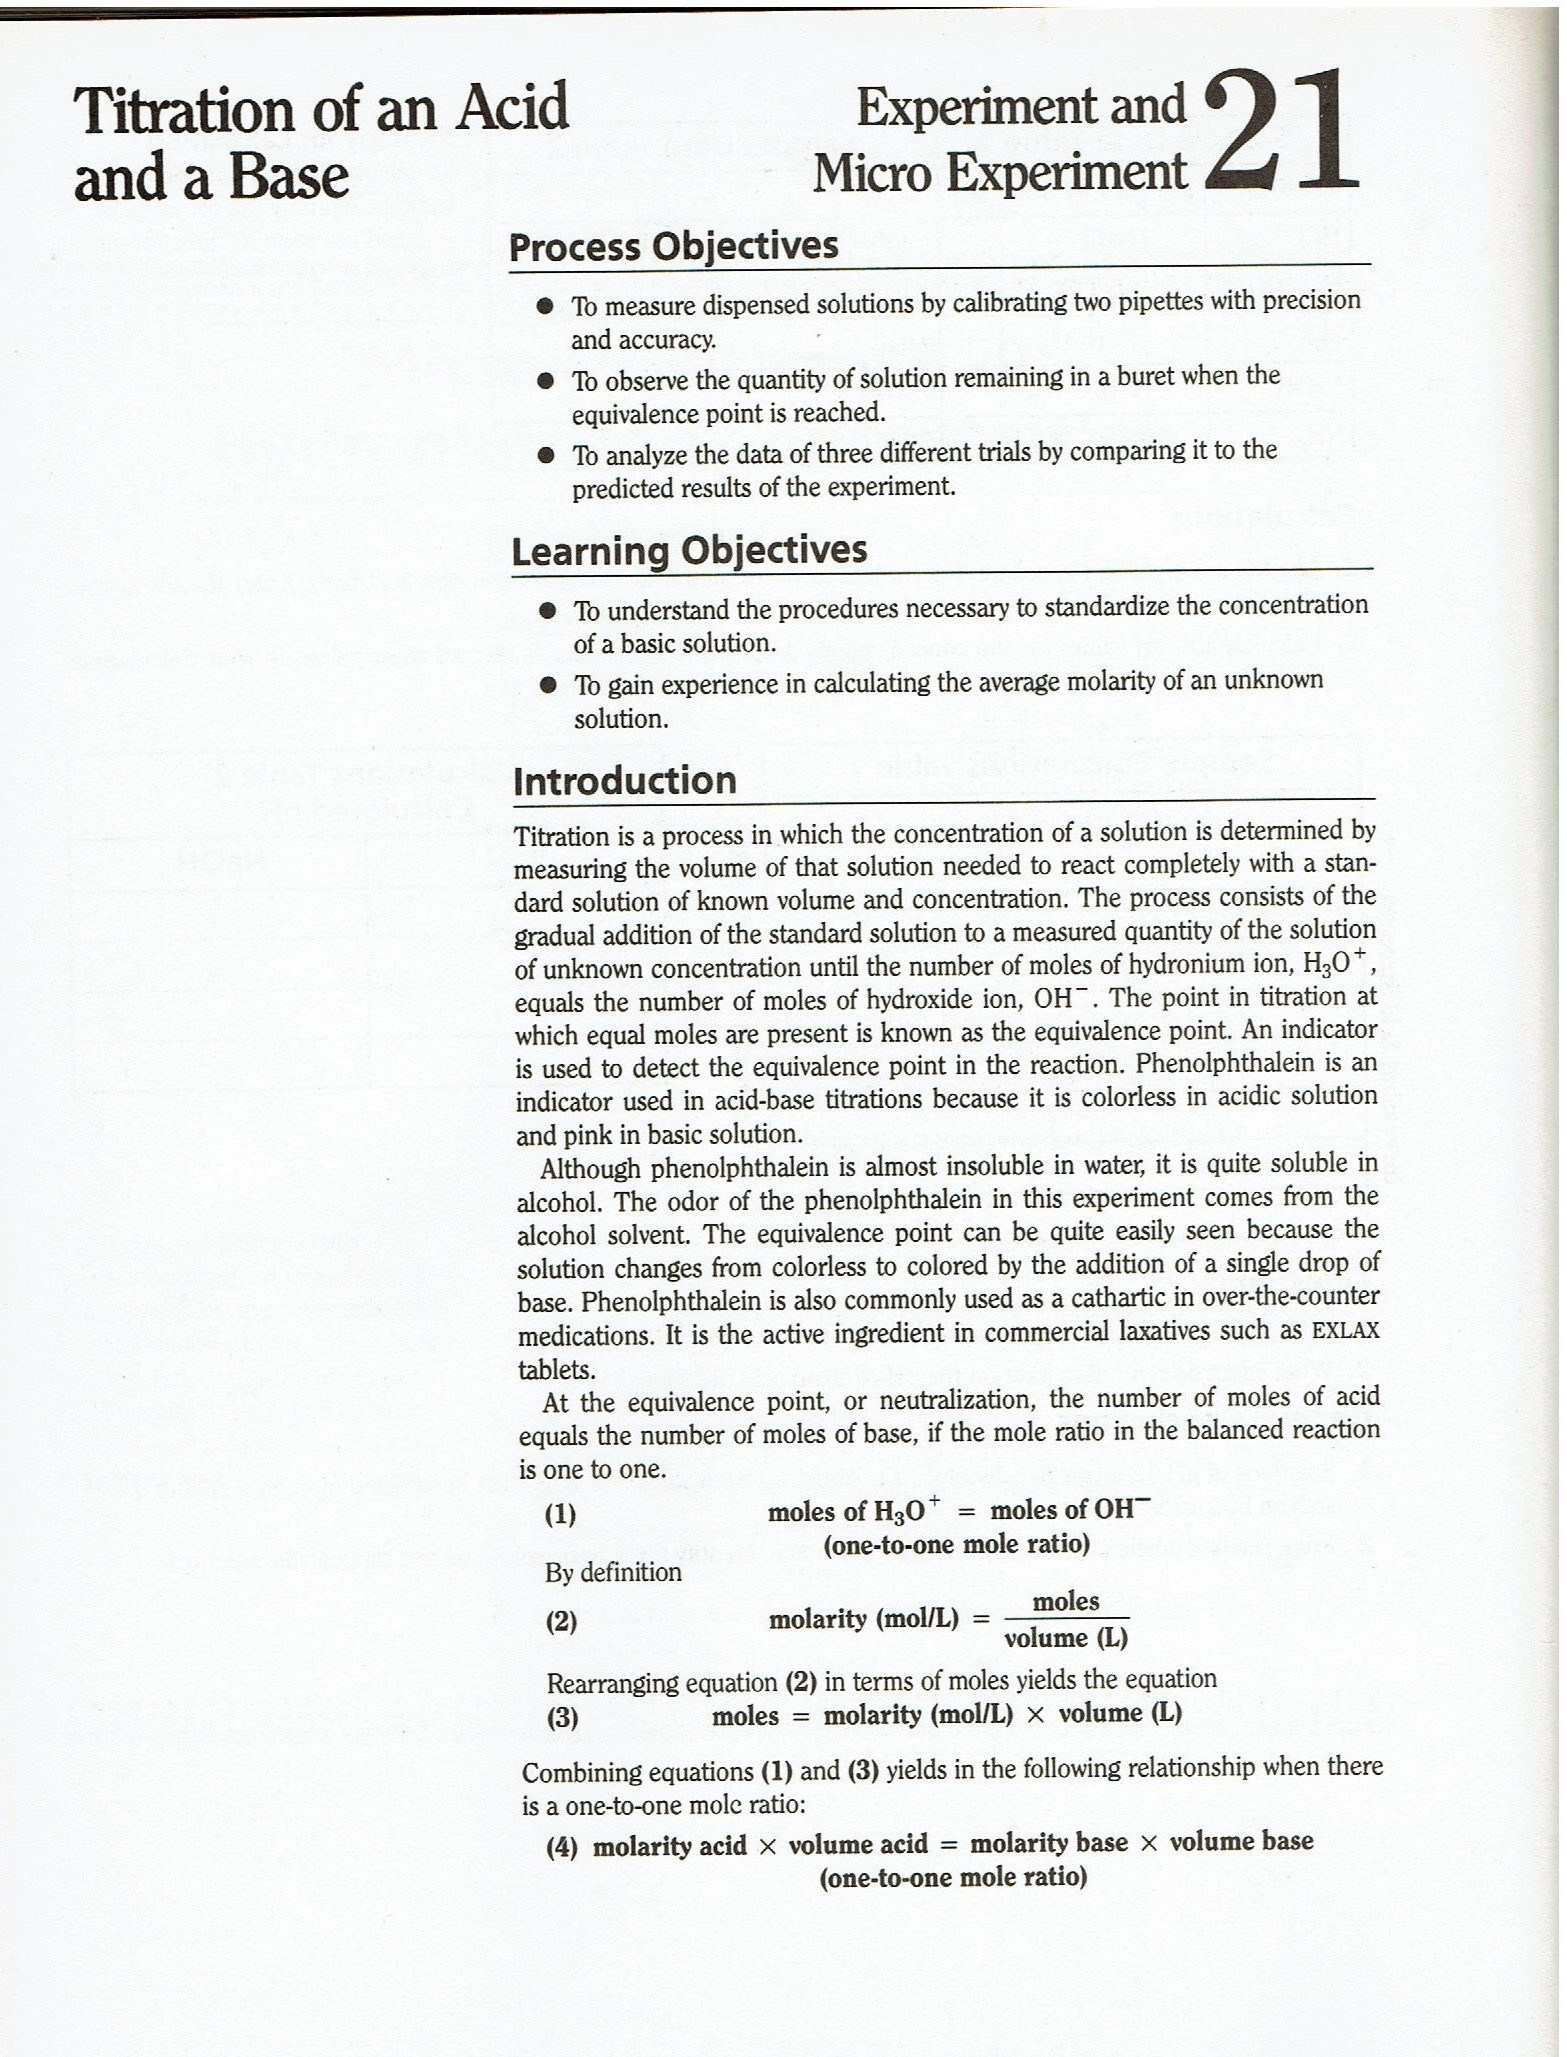 Titration of an Acid
and a Base
Experiment and
Micro Experiment 21
Process Objectives
● To measure dispensed solutions by calibrating two pipettes with precision
and accuracy.
● To observe the quantity of solution remaining in a buret when the
equivalence point is reached.
● To analyze the data of three different trials by comparing it to the
predicted results of the experiment.
Learning Objectives
● To understand the procedures necessary to standardize the concentration
of a basic solution.
● To gain experience in calculating the average molarity of an unknown
solution.
Introduction
Titration is a process in which the concentration of a solution is determined by
measuring the volume of that solution needed to react completely with a stan-
dard solution of known volume and concentration. The process consists of the
gradual addition of the standard solution to a measured quantity of the solution
of unknown concentration until the number of moles of hydronium ion, H₃O⁺,
equals the number of moles of hydroxide ion, OH⁻. The point in titration at
which equal moles are present is known as the equivalence point. An indicator
is used to detect the equivalence point in the reaction. Phenolphthalein is an
indicator used in acid-base titrations because it is colorless in acidic solution
and pink in basic solution.
Although phenolphthalein is almost insoluble in water, it is quite soluble in
alcohol. The odor of the phenolphthalein in this experiment comes from the
alcohol solvent. The equivalence point can be quite easily seen because the
solution changes from colorless to colored by the addition of a single drop of
base. Phenolphthalein is also commonly used as a cathartic in over-the-counter
medications. It is the active ingredient in commercial laxatives such as EXLAX
tablets.
At the equivalence point, or neutralization, the number of moles of acid
equals the number of moles of base, if the mole ratio in the balanced reaction
is one to one.
(1) moles of H₃O⁺ = moles of OH⁻
(one-to-one mole ratio)
By definition
(2) molarity (mol/L) = moles
volume (L)
Rearranging equation (2) in terms of moles yields the equation
(3) moles = molarity (mol/L) × volume (L)
Combining equations (1) and (3) yields in the following relationship when there
is a one-to-one mole ratio:
(4) molarity acid × volume acid = molarity base × volume base
(one-to-one mole ratio)